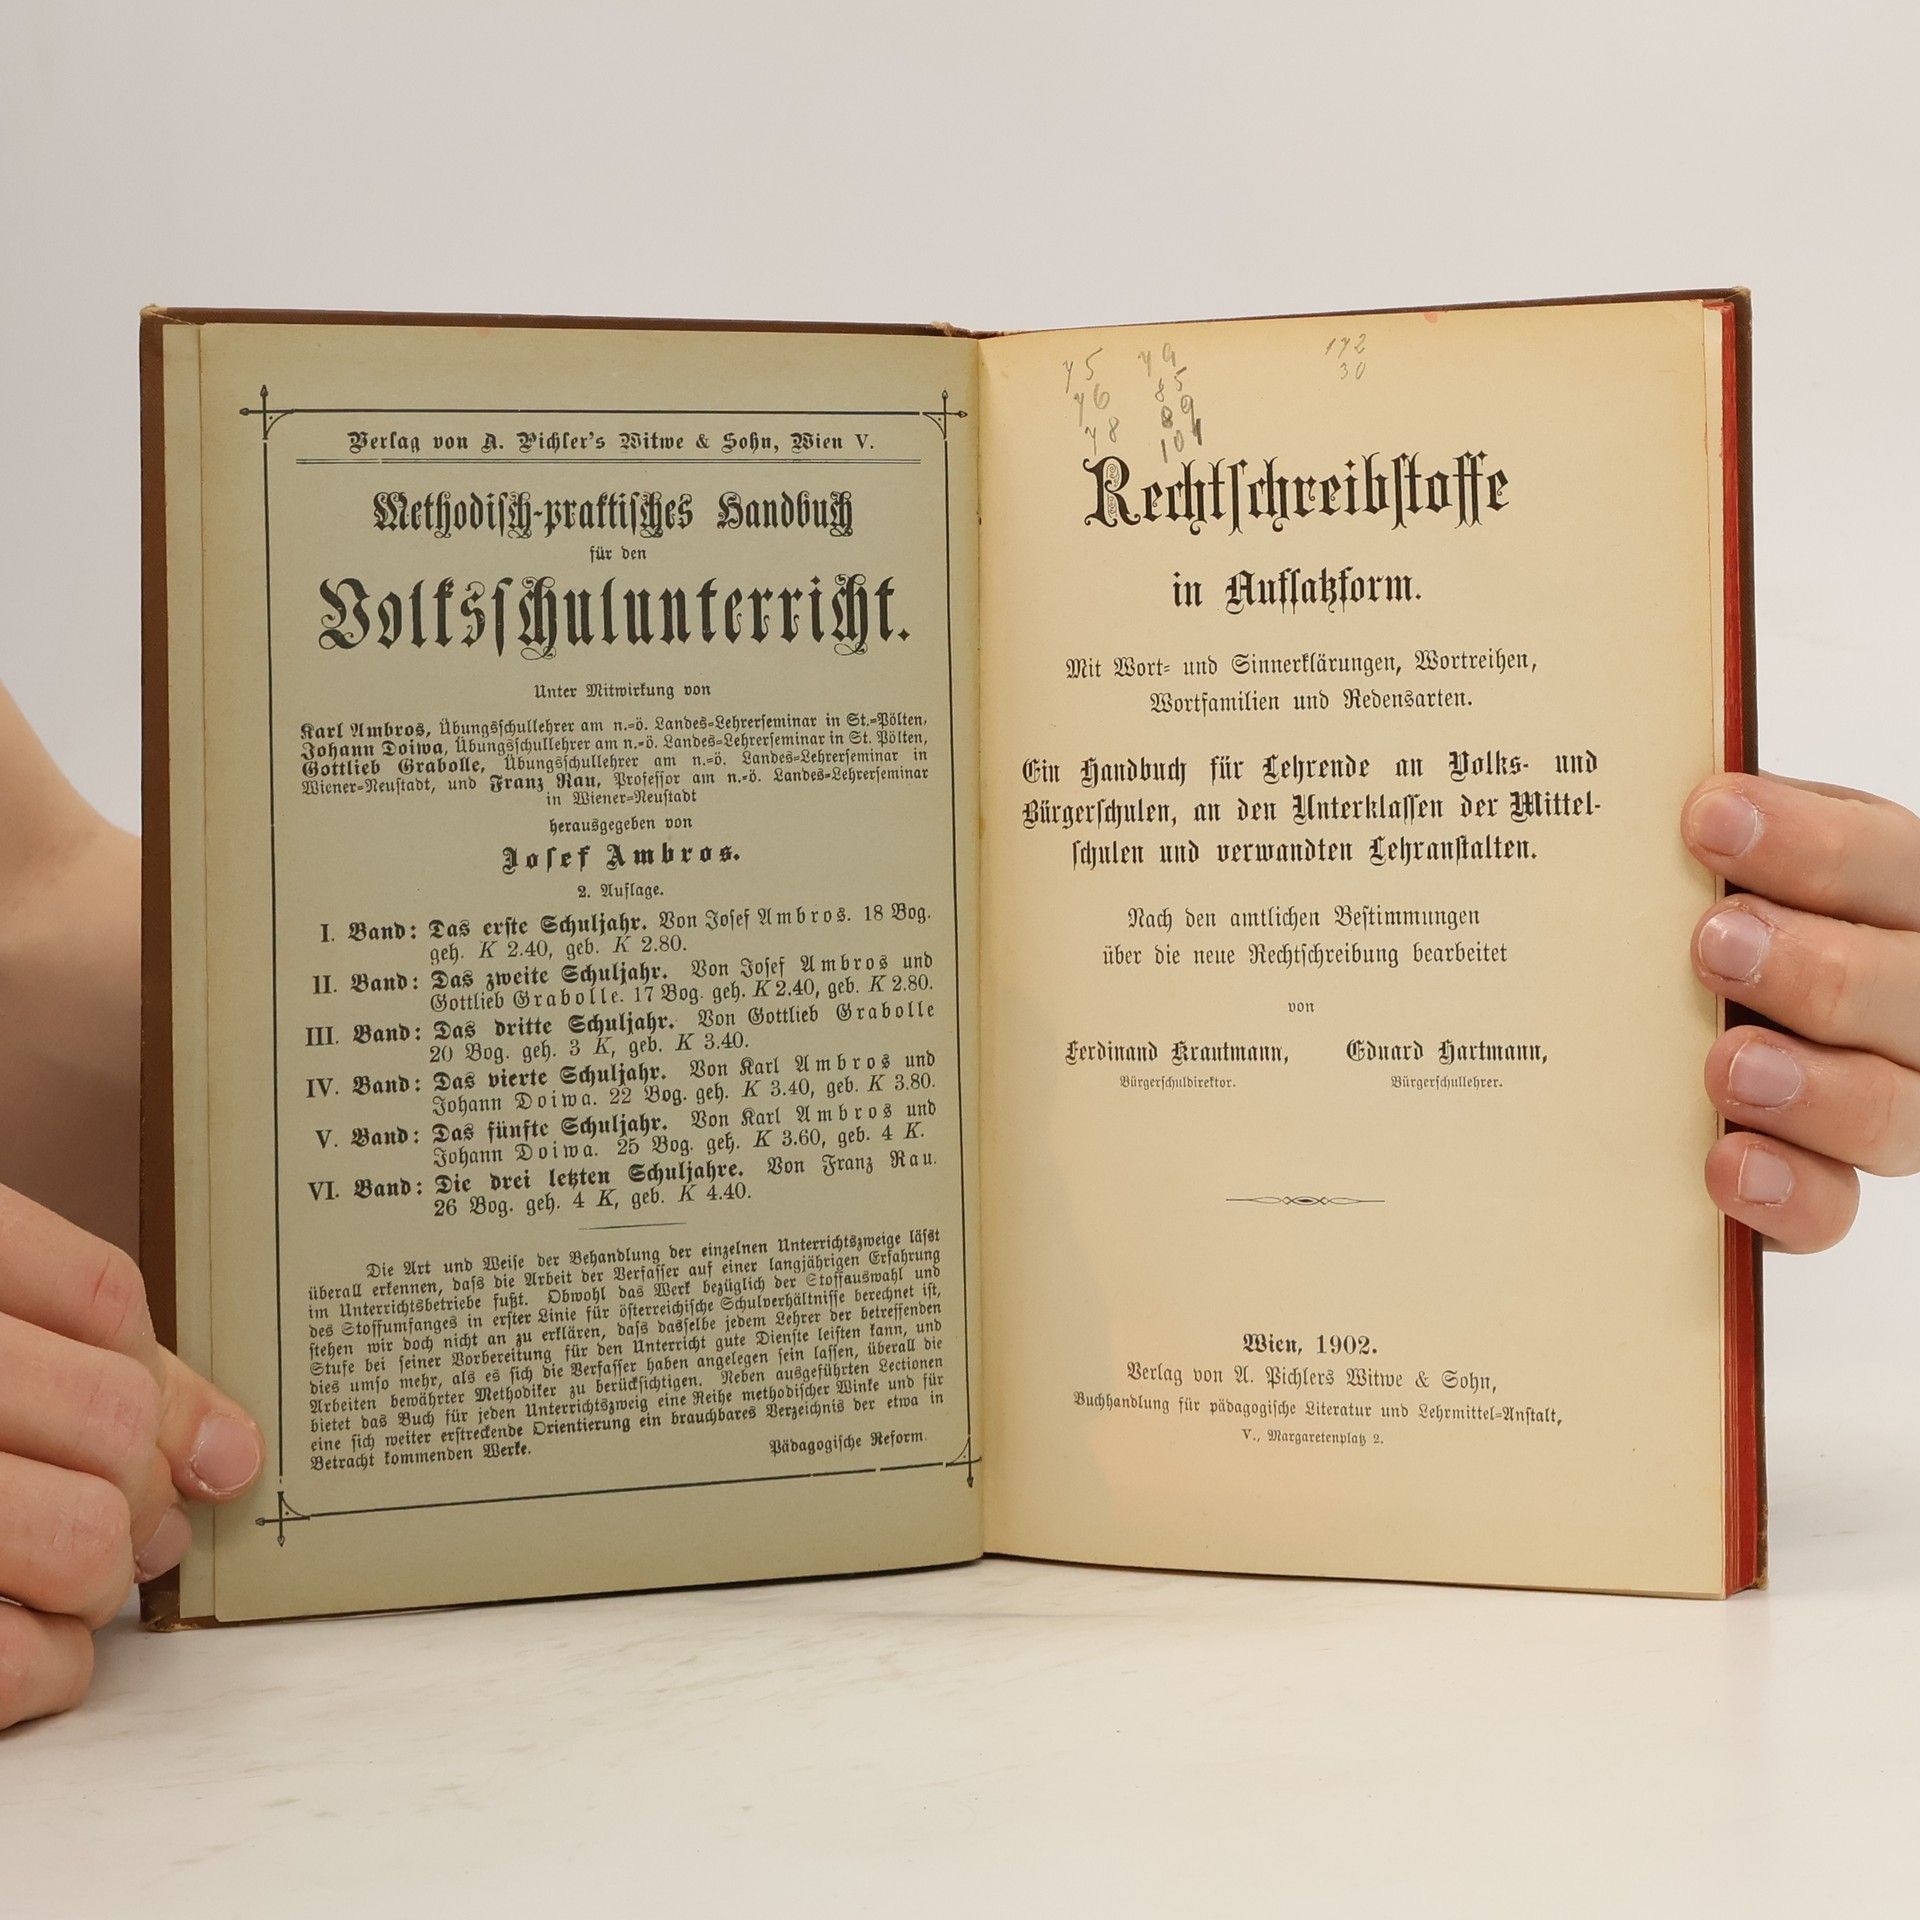 Verlag von A. Pichler's Witwe & Sohn, Wien V.
Methodisch-praktisches Handbuch
für den
Volksschulunterricht.
Unter Mitwirkung von
Karl Ambros, Übungsschullehrer am n.=ö. Landes=Lehrerseminar in St.=Pölten,
Johann Doiwa, Übungsschullehrer am n.=ö. Landes=Lehrerseminar in St. Pölten,
Gottlieb Grabolle, Übungsschullehrer am n.=ö. Landes=Lehrerseminar in
Wiener=Neustadt, und Franz Rau, Professor am n.=ö. Landes=Lehrerseminar
in Wiener=Neustadt
herausgegeben von
Josef Ambros.
2. Auflage.
I. Band: Das erste Schuljahr. Von Josef Ambros. 18 Bog.
geh. K 2.40, geb. K 2.80.
II. Band: Das zweite Schuljahr. Von Josef Ambros und
Gottlieb Grabolle. 17 Bog. geh. K 2.40, geb. K 2.80.
III. Band: Das dritte Schuljahr. Von Gottlieb Grabolle
20 Bog. geh. 3 K, geb. K 3.40.
IV. Band: Das vierte Schuljahr. Von Karl Ambros und
Johann Doiwa. 22 Bog. geh. K 3.40, geb. K 3.80.
V. Band: Das fünfte Schuljahr. Von Karl Ambros und
Johann Doiwa. 25 Bog. geh. K 3.60, geb. 4 K.
VI. Band: Die drei letzten Schuljahre. Von Franz Rau.
26 Bog. geh. 4 K, geb. K 4.40.
Die Art und Weise der Behandlung der einzelnen Unterrichtszweige lässt
überall erkennen, dass die Arbeit der Verfasser auf einer langjährigen Erfahrung
im Unterrichtsbetriebe fußt. Obwohl das Werk bezüglich der Stoffauswahl und
des Stoffumfanges in erster Linie für österreichische Schulverhältnisse berechnet ist,
stehen wir doch nicht an zu erklären, dass dasselbe jedem Lehrer der betreffenden
Stufe bei seiner Vorbereitung für den Unterricht gute Dienste leisten kann, und
dies umso mehr, als es sich die Verfasser haben angelegen sein lassen, überall die
Arbeiten bewährter Methodiker zu berücksichtigen. Neben ausgeführten Lectionen
bietet das Buch für jeden Unterrichtszweig eine Reihe methodischer Winke und für
eine sich weiter erstreckende Orientierung ein brauchbares Verzeichnis der etwa in
Betracht kommenden Werke.
Pädagogische Reform.
75 79 172
76 85 30
78 89
104
Rechtschreibstoffe
in Aufsatzform.
Mit Wort= und Sinnerklärungen, Wortreihen,
Wortfamilien und Redensarten.
Ein Handbuch für Lehrende an Volks- und
Bürgerschulen, an den Unterklassen der Mittel-
schulen und verwandten Lehranstalten.
Nach den amtlichen Bestimmungen
über die neue Rechtschreibung bearbeitet
von
Ferdinand Krautmann, Eduard Hartmann,
Bürgerschuldirektor. Bürgerschullehrer.
Wien, 1902.
Verlag von A. Pichlers Witwe & Sohn,
Buchhandlung für pädagogische Literatur und Lehrmittel=Anstalt,
V., Margaretenplatz 2.